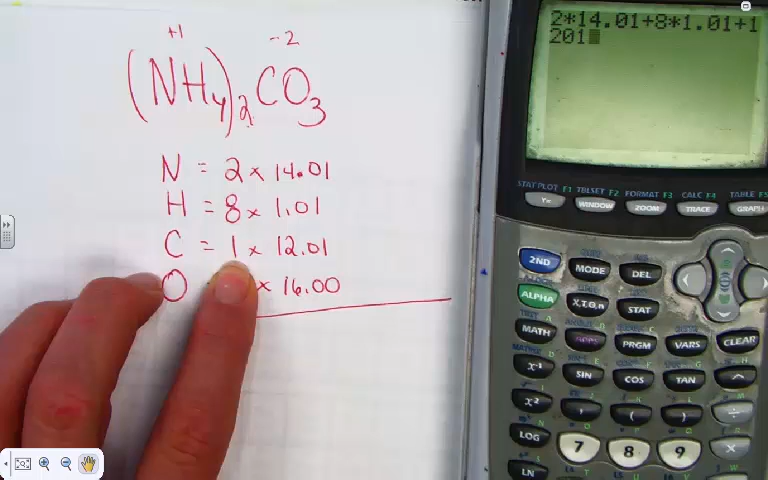 +1 -2
(NH4)2CO3
N = 2 × 14.01
H = 8 × 1.01
C = 1 × 12.01
O × 16.00
2*14.01+8*1.01+1
201
STAT PLOT F1 TBLSET F2 FORMAT F3 CALC F4 TABLE F5
Y= WINDOW ZOOM TRACE GRAPH
2ND MODE DEL
ALPHA X,T,θ,n STAT
MATH PRGM VARS CLEAR
x⁻¹ SIN COS TAN ^
x² , ( ) ÷
LOG 7 8 9 ×
LN